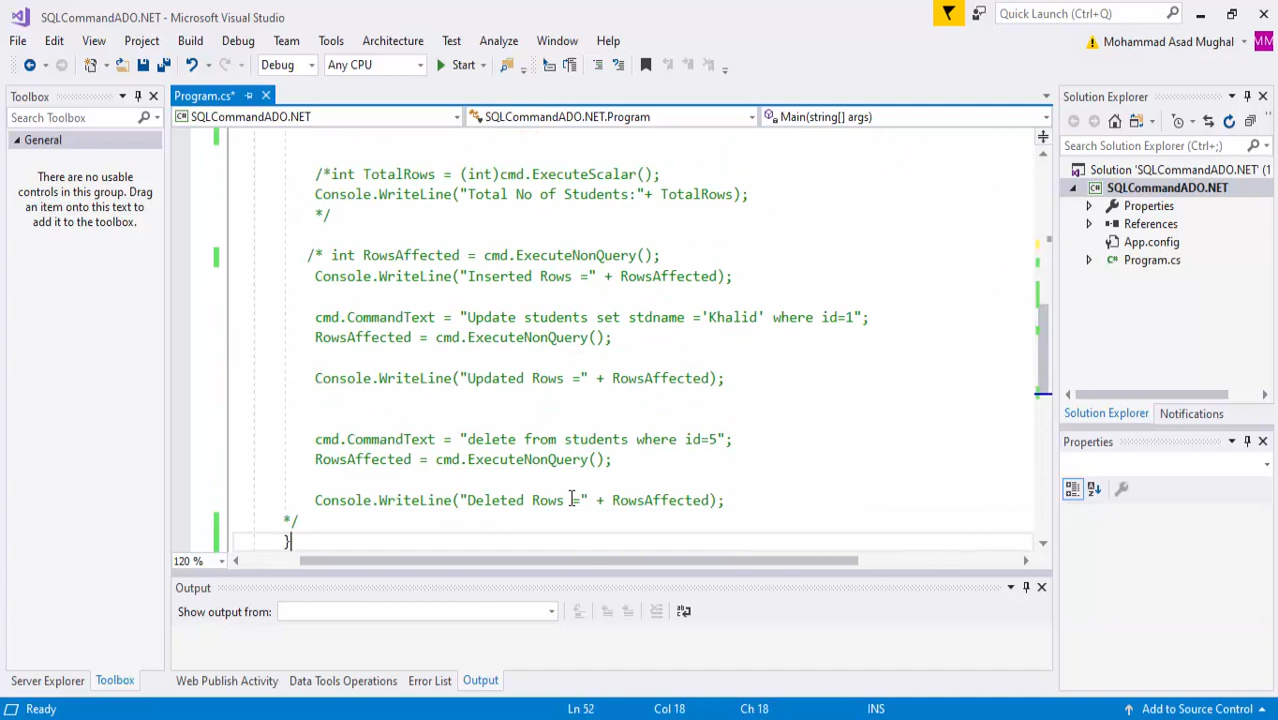 SQLCommandADO.NET - Microsoft Visual Studio
Quick Launch (Ctrl+Q)
File Edit View Project Build Debug Team Tools Architecture Test Analyze Window Help
Mohammad Asad Mughal MM
Debug Any CPU Start
Toolbox
Program.cs*
Solution Explorer
Search Toolbox
SQLCommandADO.NET
SQLCommandADO.NET.Program
Main(string[] args)
General
There are no usable
controls in this group. Drag
an item onto this text to
add it to the toolbox.
/*int TotalRows = (int)cmd.ExecuteScalar();
Console.WriteLine("Total No of Students:"+ TotalRows);
*/
/* int RowsAffected = cmd.ExecuteNonQuery();
Console.WriteLine("Inserted Rows =" + RowsAffected);
cmd.CommandText = "Update students set stdname ='Khalid' where id=1";
RowsAffected = cmd.ExecuteNonQuery();
Console.WriteLine("Updated Rows =" + RowsAffected);
cmd.CommandText = "delete from students where id=5";
RowsAffected = cmd.ExecuteNonQuery();
Console.WriteLine("Deleted Rows =" + RowsAffected);
*/
}
120 %
Search Solution Explorer (Ctrl+;)
Solution 'SQLCommandADO.NET' (1
SQLCommandADO.NET
Properties
References
App.config
Program.cs
Solution Explorer Notifications
Properties
Output
Show output from:
Server Explorer Toolbox
Web Publish Activity Data Tools Operations Error List Output
Ready Ln 52 Col 18 Ch 18 INS Add to Source Control